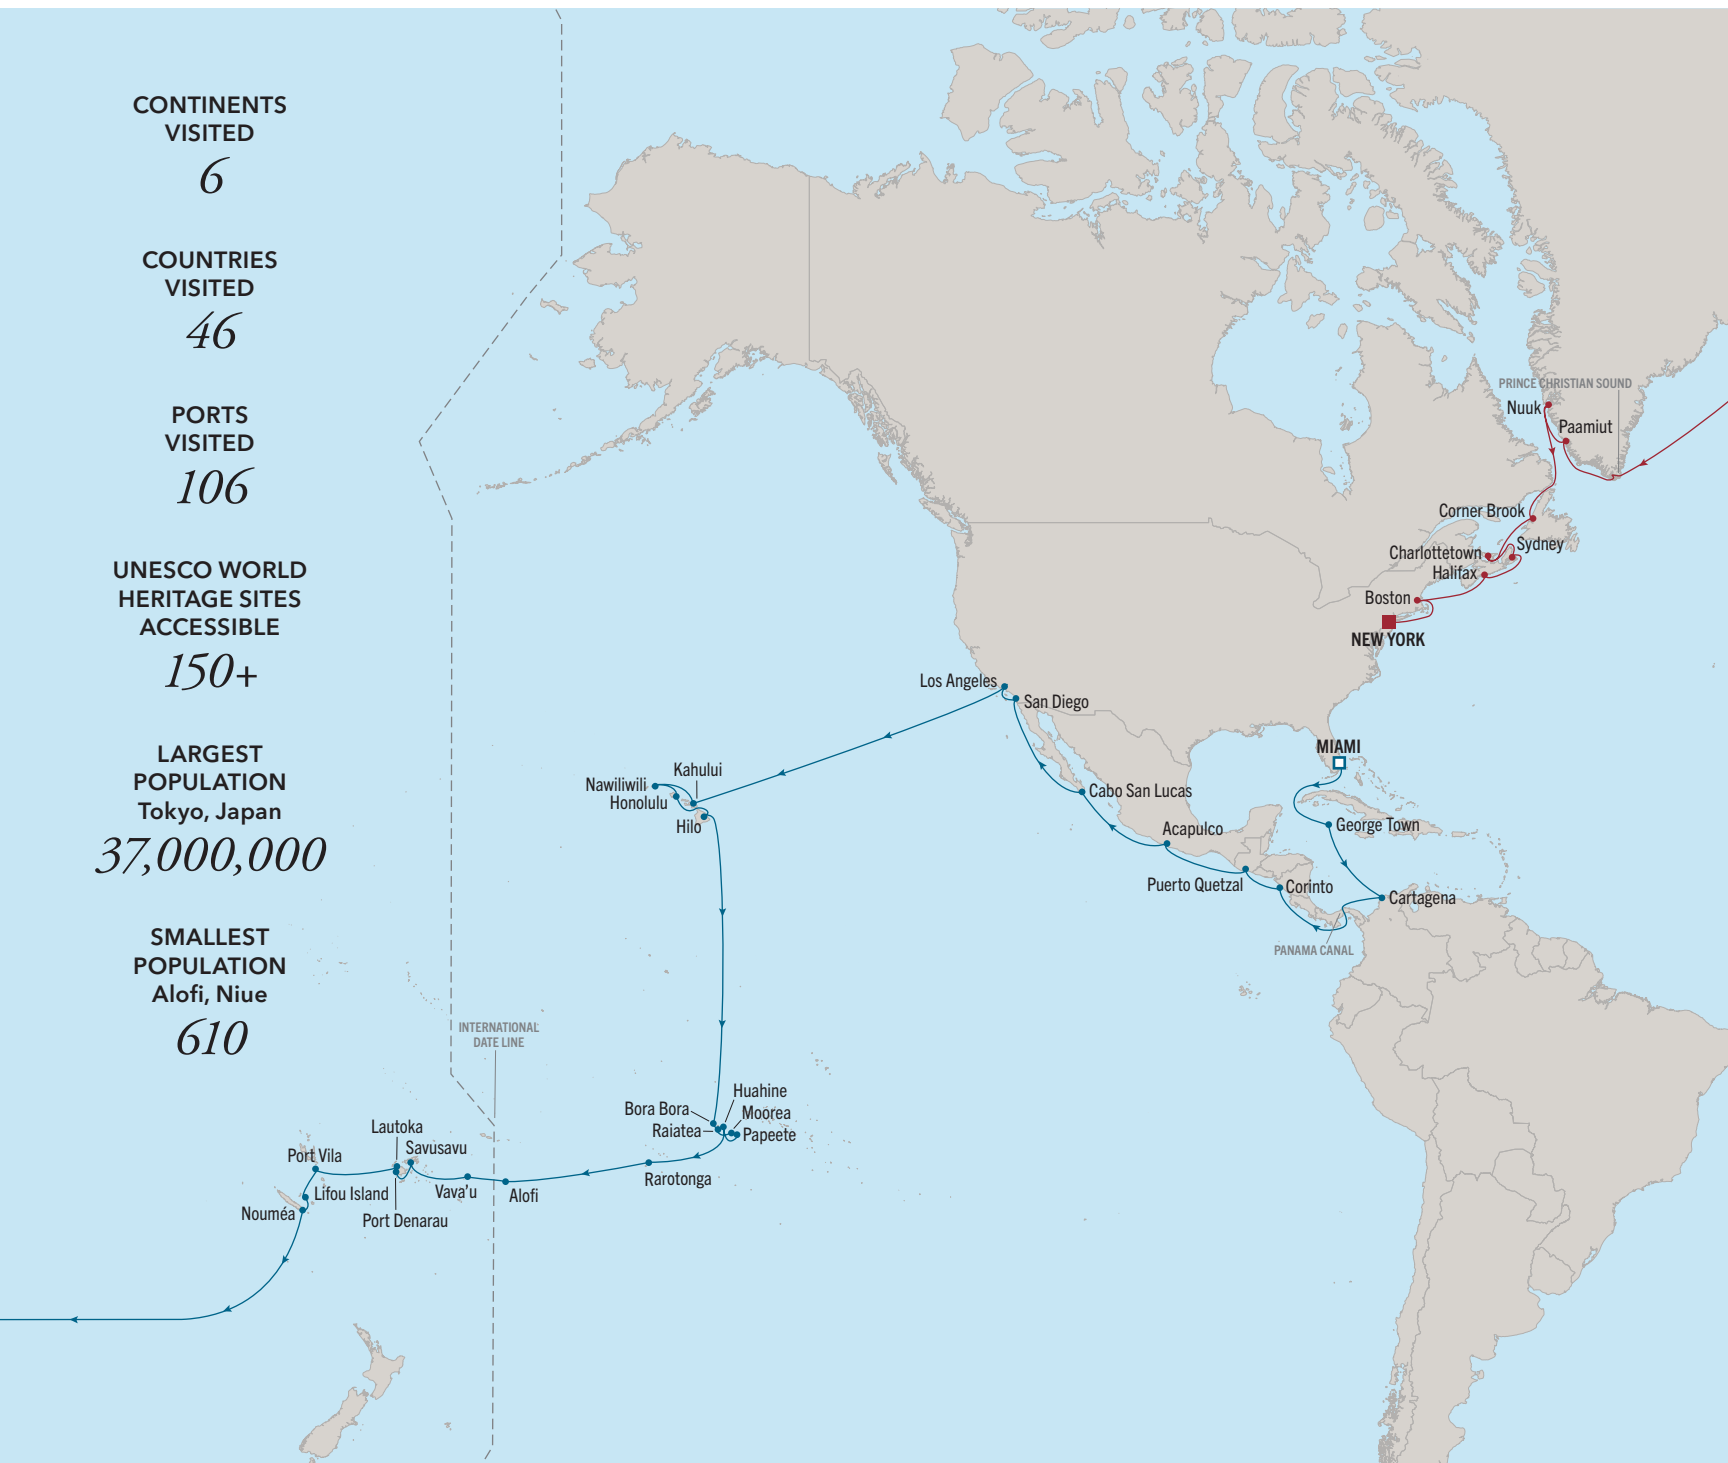 CONTINENTS
VISITED
6
COUNTRIES
VISITED
46
PORTS
VISITED
106
UNESCO WORLD
HERITAGE SITES
ACCESSIBLE
150+
LARGEST
POPULATION
Tokyo, Japan
37,000,000
SMALLEST
POPULATION
Alofi, Niue
610
PRINCE CHRISTIAN SOUND
Nuuk
Paamiut
Corner Brook
Sydney
Charlottetown
Halifax
Boston
NEW YORK
Los Angeles
San Diego
MIAMI
Kahului
Nawiliwili
Honolulu
Hilo
Cabo San Lucas
Acapulco
George Town
Puerto Quetzal
Corinto
Cartagena
PANAMA CANAL
INTERNATIONAL
DATE LINE
Huahine
Bora Bora
Moorea
Raiatea
Papeete
Lautoka
Savusavu
Port Vila
Rarotonga
Lifou Island
Vava'u
Alofi
Nouméa
Port Denarau